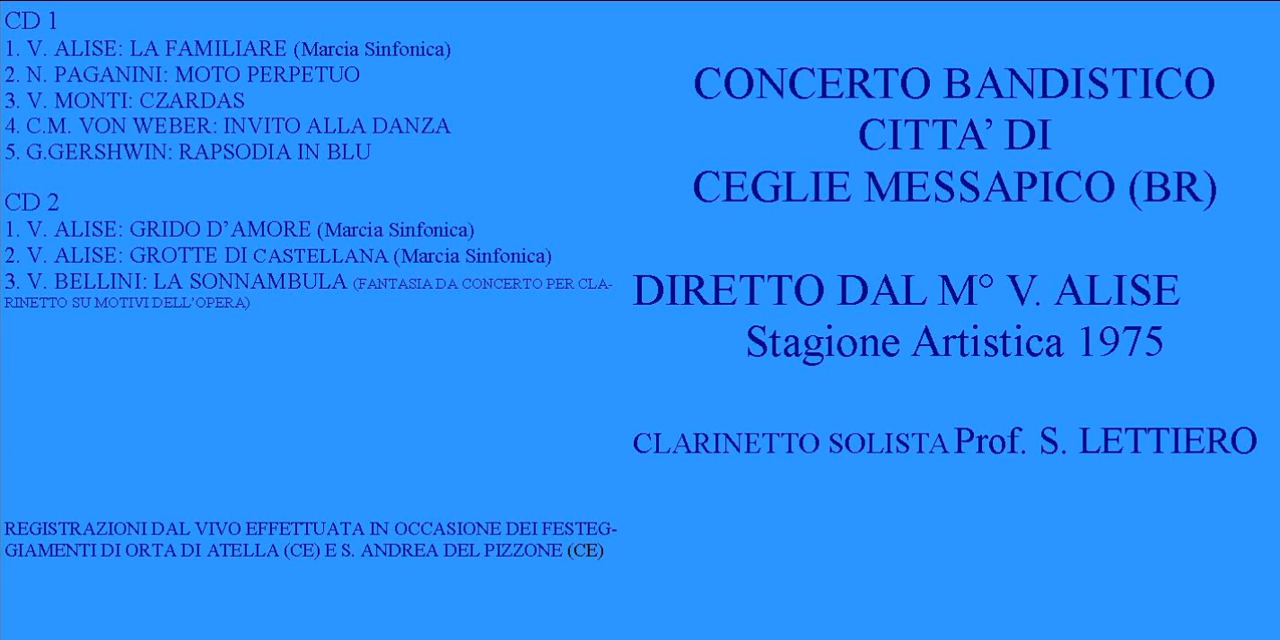 CD 1
1. V. ALISE: LA FAMILIARE (Marcia Sinfonica)
2. N. PAGANINI: MOTO PERPETUO
3. V. MONTI: CZARDAS
4. C.M. VON WEBER: INVITO ALLA DANZA
5. G.GERSHWIN: RAPSODIA IN BLU
CD 2
1. V. ALISE: GRIDO D’AMORE (Marcia Sinfonica)
2. V. ALISE: GROTTE DI CASTELLANA (Marcia Sinfonica)
3. V. BELLINI: LA SONNAMBULA (FANTASIA DA CONCERTO PER CLA-
RINETTO SU MOTIVI DELL’OPERA)
REGISTRAZIONI DAL VIVO EFFETTUATA IN OCCASIONE DEI FESTEG-
GIAMENTI DI ORTA DI ATELLA (CE) E S. ANDREA DEL PIZZONE (CE)
CONCERTO BANDISTICO
CITTA’ DI
CEGLIE MESSAPICO (BR)
DIRETTO DAL M° V. ALISE
Stagione Artistica 1975
CLARINETTO SOLISTA Prof. S. LETTIERO